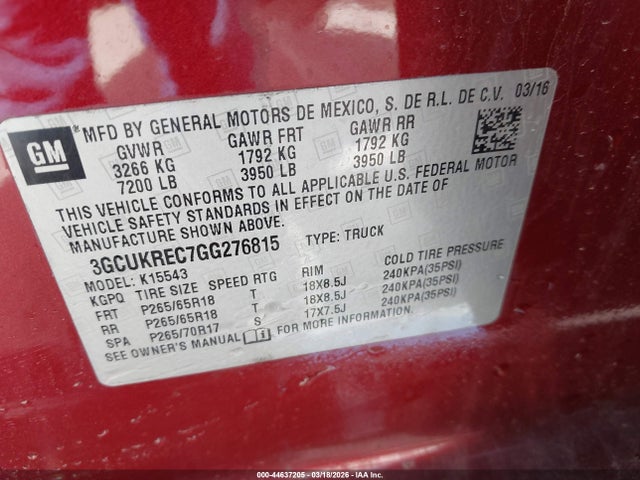 GM
*MFD BY GENERAL MOTORS DE MEXICO, S. DE R.L. DE C.V. 03/16
GVWR GAWR FRT GAWR RR
3266 KG 1792 KG 1792 KG
7200 LB 3950 LB 3950 LB
THIS VEHICLE CONFORMS TO ALL APPLICABLE U.S. FEDERAL MOTOR
VEHICLE SAFETY STANDARDS IN EFFECT ON THE DATE OF
MANUFACTURE SHOWN ABOVE.
3GCUKREC7GG276815 TYPE: TRUCK
MODEL: K15543
KGPQ TIRE SIZE SPEED RTG RIM COLD TIRE PRESSURE
FRT P265/65R18 T 18X8.5J 240KPA(35PSI)
RR P265/65R18 T 18X8.5J 240KPA(35PSI)
SPA P265/70R17 S 17X7.5J 240KPA(35PSI)
SEE OWNER'S MANUAL FOR MORE INFORMATION.
000-44637205 - 03/18/2026 - IAAI.COM